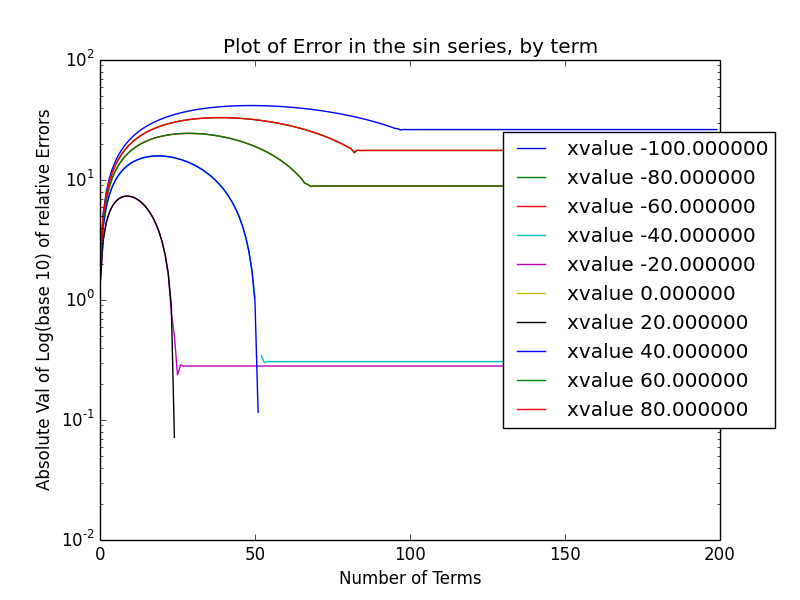 Plot of Error in the sin series, by term
Absolute Val of Log(base 10) of relative Errors
10^2
10^1
10^0
10^-1
10^-2
xvalue -100.000000
xvalue -80.000000
xvalue -60.000000
xvalue -40.000000
xvalue -20.000000
xvalue 0.000000
xvalue 20.000000
xvalue 40.000000
xvalue 60.000000
xvalue 80.000000
0 50 100 150 200
Number of Terms